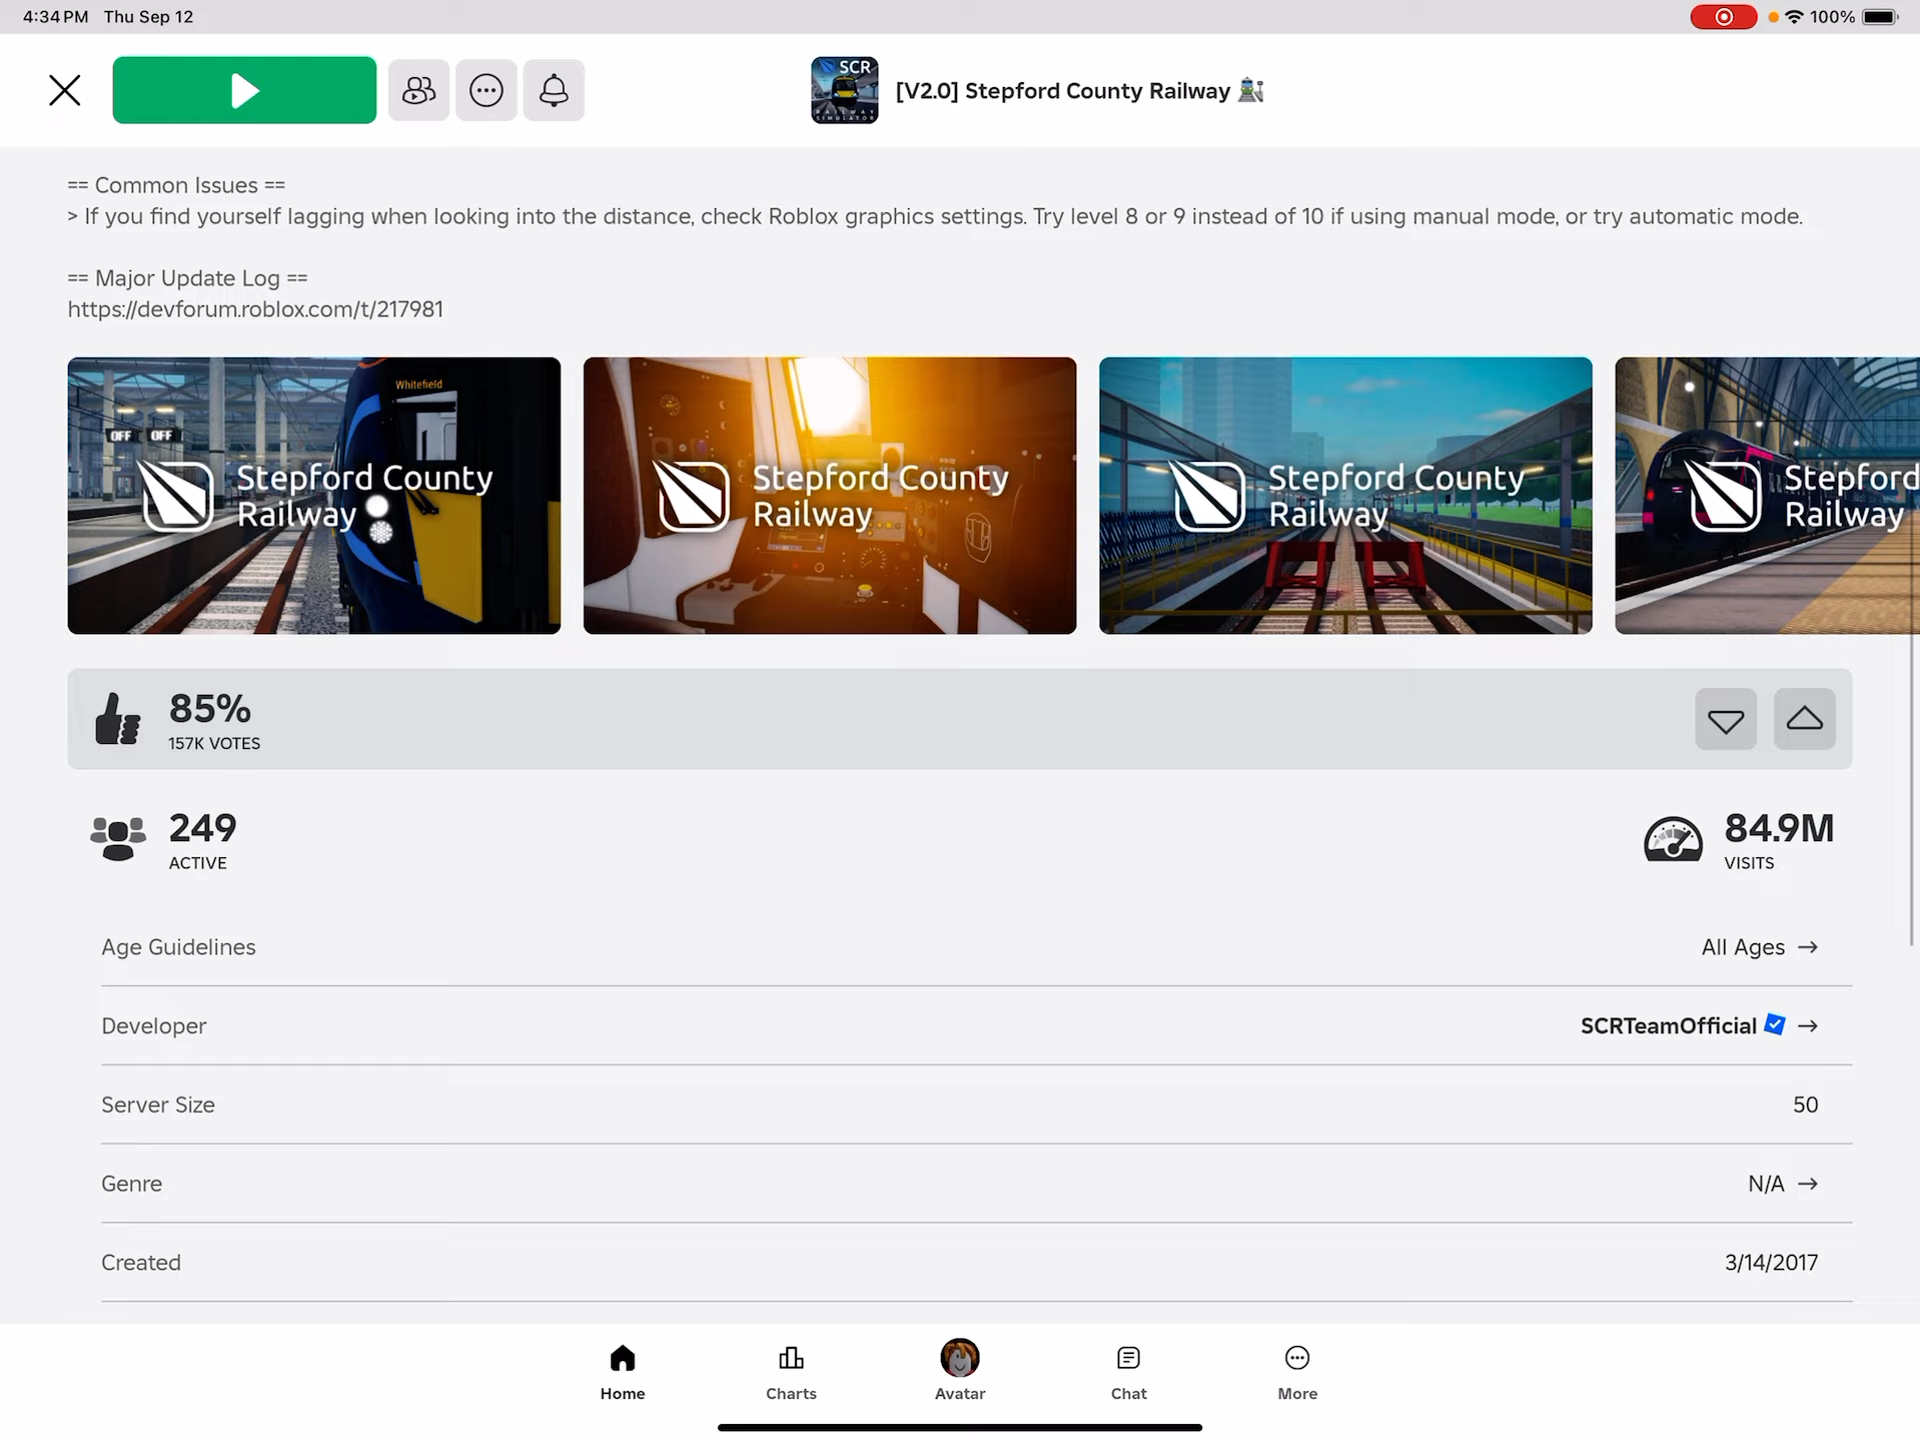 4:34 PM Thu Sep 12
100%
SCR
RAILWAY
SIMULATOR
[V2.0] Stepford County Railway
== Common Issues ==
> If you find yourself lagging when looking into the distance, check Roblox graphics settings. Try level 8 or 9 instead of 10 if using manual mode, or try automatic mode.
== Major Update Log ==
https://devforum.roblox.com/t/217981
Whitefield
OFF OFF
Stepford County
Railway
Stepford County
Railway
Stepford County
Railway
Stepford
Railway
85%
157K VOTES
249
ACTIVE
84.9M
VISITS
Age Guidelines
All Ages
Developer
SCRTeamOfficial
Server Size
50
Genre
N/A
Created
3/14/2017
Home
Charts
Avatar
Chat
More